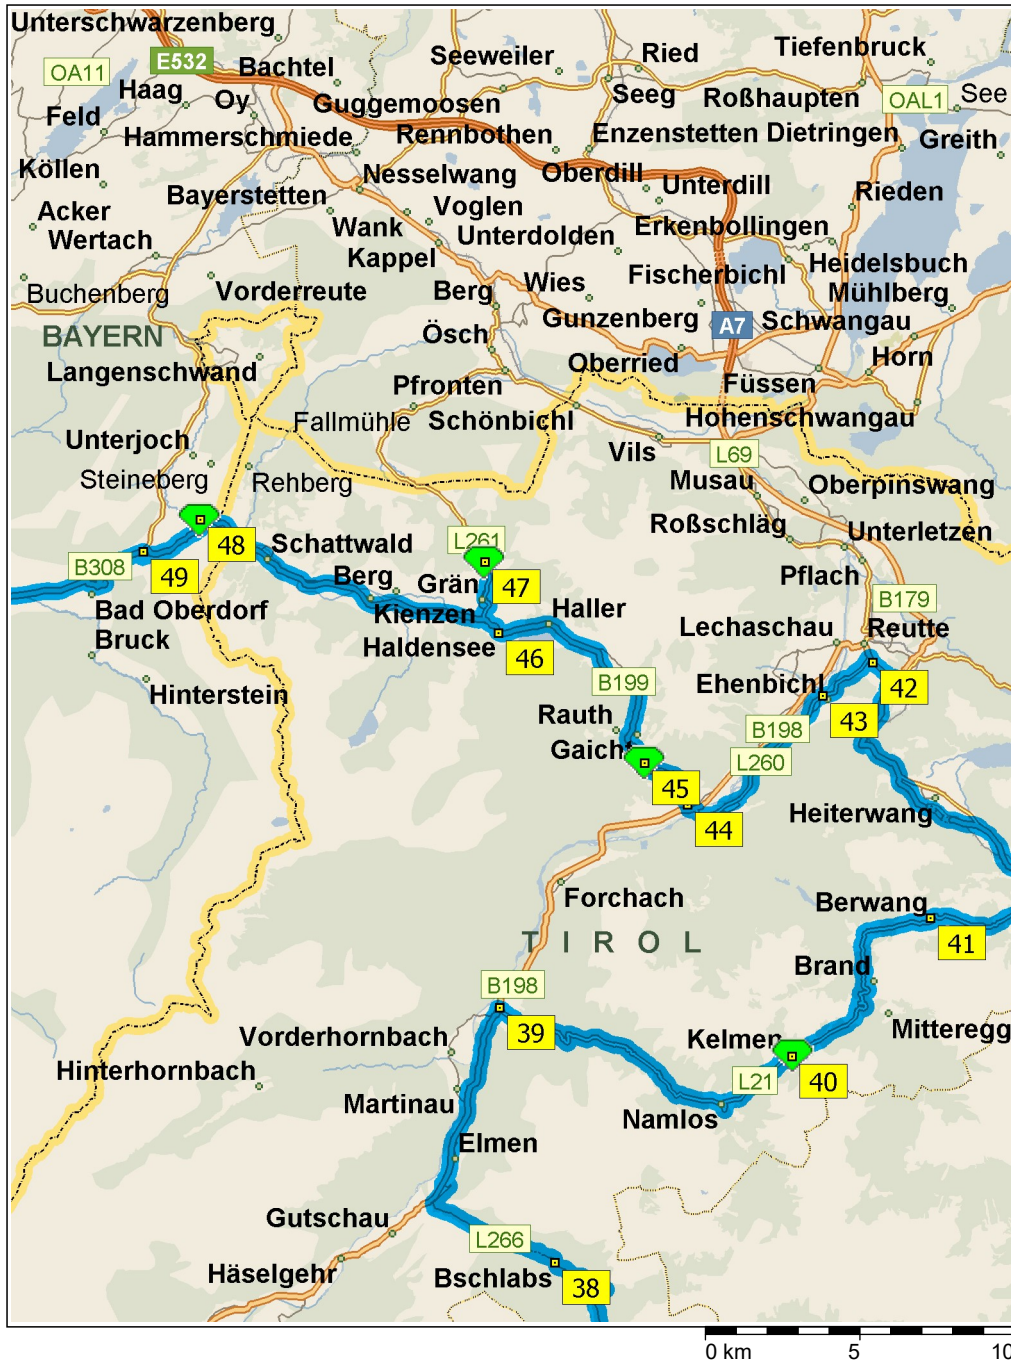 Unterschwarzenberg
Seeweiler
Ried
Tiefenbruck
E532
Bachtel
OA11
Haag
Oy
Guggemoosen
Seeg
Roßhaupten
OAL1
See
Feld
Hammerschmiede
Rennbothen
Enzenstetten
Dietringen
Greith
Köllen
Nesselwang
Oberdill
Unterdill
Rieden
Bayerstetten
Acker
Wank
Voglen
Erkenbollingen
Wertach
Unterdolden
Kappel
Heidelsbuch
Buchenberg
Vorderreute
Berg
Wies
Fischerbichl
Mühlberg
BAYERN
Ösch
Gunzenberg
A7
Schwangau
Langenschwand
Oberried
Horn
Pfronten
Füssen
Fallmühle
Schönbichl
Hohenschwangau
Unterjoch
Vils
L69
Steineberg
Rehberg
Musau
Oberpinswang
Roßschläg
Unterletzen
48
Schattwald
L261
49
B308
Berg
Grän
47
Pflach
Bad Oberdorf
Kienzen
Haller
B179
Bruck
Haldensee
46
Lechaschau
Reutte
Hinterstein
B199
Ehenbichl
42
Rauth
43
Gaicht
B198
L260
45
44
Heiterwang
Forchach
Berwang
TIROL
41
Brand
B198
39
Vorderhornbach
Kelmen
Mitteregg
Hinterhornbach
L21
40
Martinau
Namlos
Elmen
Gutschau
L266
Häselgehr
Bschlabs
38
0 km
5
10